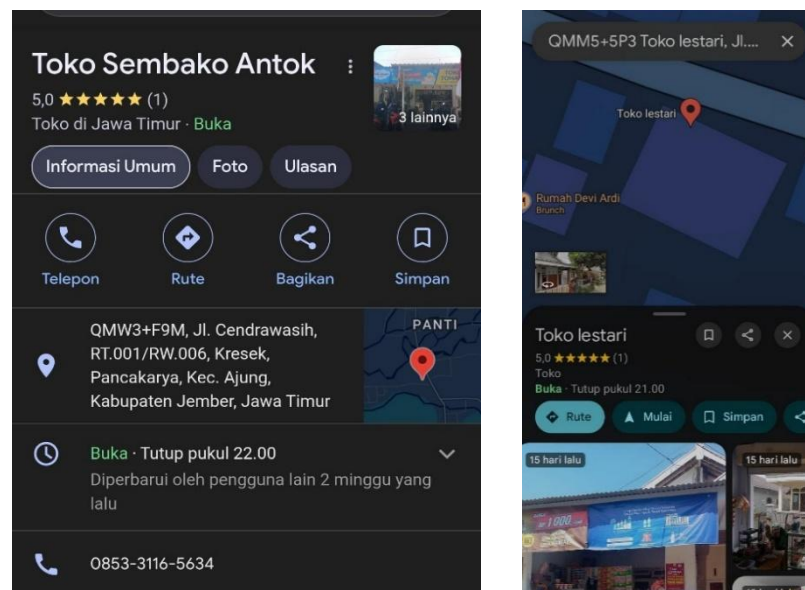 Toko Sembako Antok
5,0 ★★★★★ (1)
Toko di Jawa Timur · Buka
3 lainnya
Informasi Umum
Foto
Ulasan
Telepon
Rute
Bagikan
Simpan
QMW3+F9M, Jl. Cendrawasih,
RT.001/RW.006, Kresek,
Pancakarya, Kec. Ajung,
Kabupaten Jember, Jawa Timur
PANTI
Buka · Tutup pukul 22.00
Diperbarui oleh pengguna lain 2 minggu yang
lalu
0853-3116-5634
QMM5+5P3 Toko lestari, Jl....
Toko lestari
Rumah Devi Ardi
Brunch
Toko lestari
5,0 ★★★★★ (1)
Toko
Buka · Tutup pukul 21.00
Rute
Mulai
Simpan
15 hari lalu
15 hari lalu
1.000